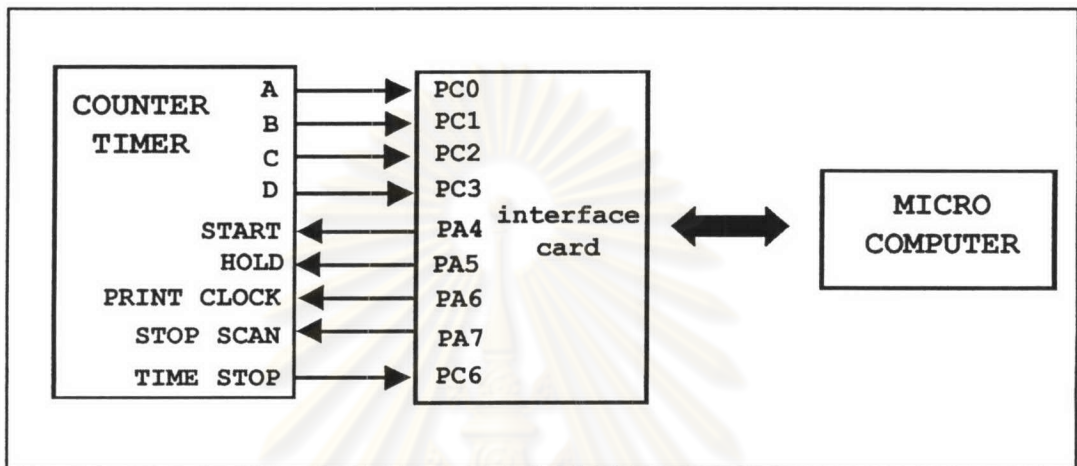 COUNTER
TIMER
A
B
C
D
START
HOLD
PRINT CLOCK
STOP SCAN
TIME STOP
PC0
PC1
PC2
PC3
PA4
PA5
PA6
PA7
PC6
interface
card
MICRO
COMPUTER